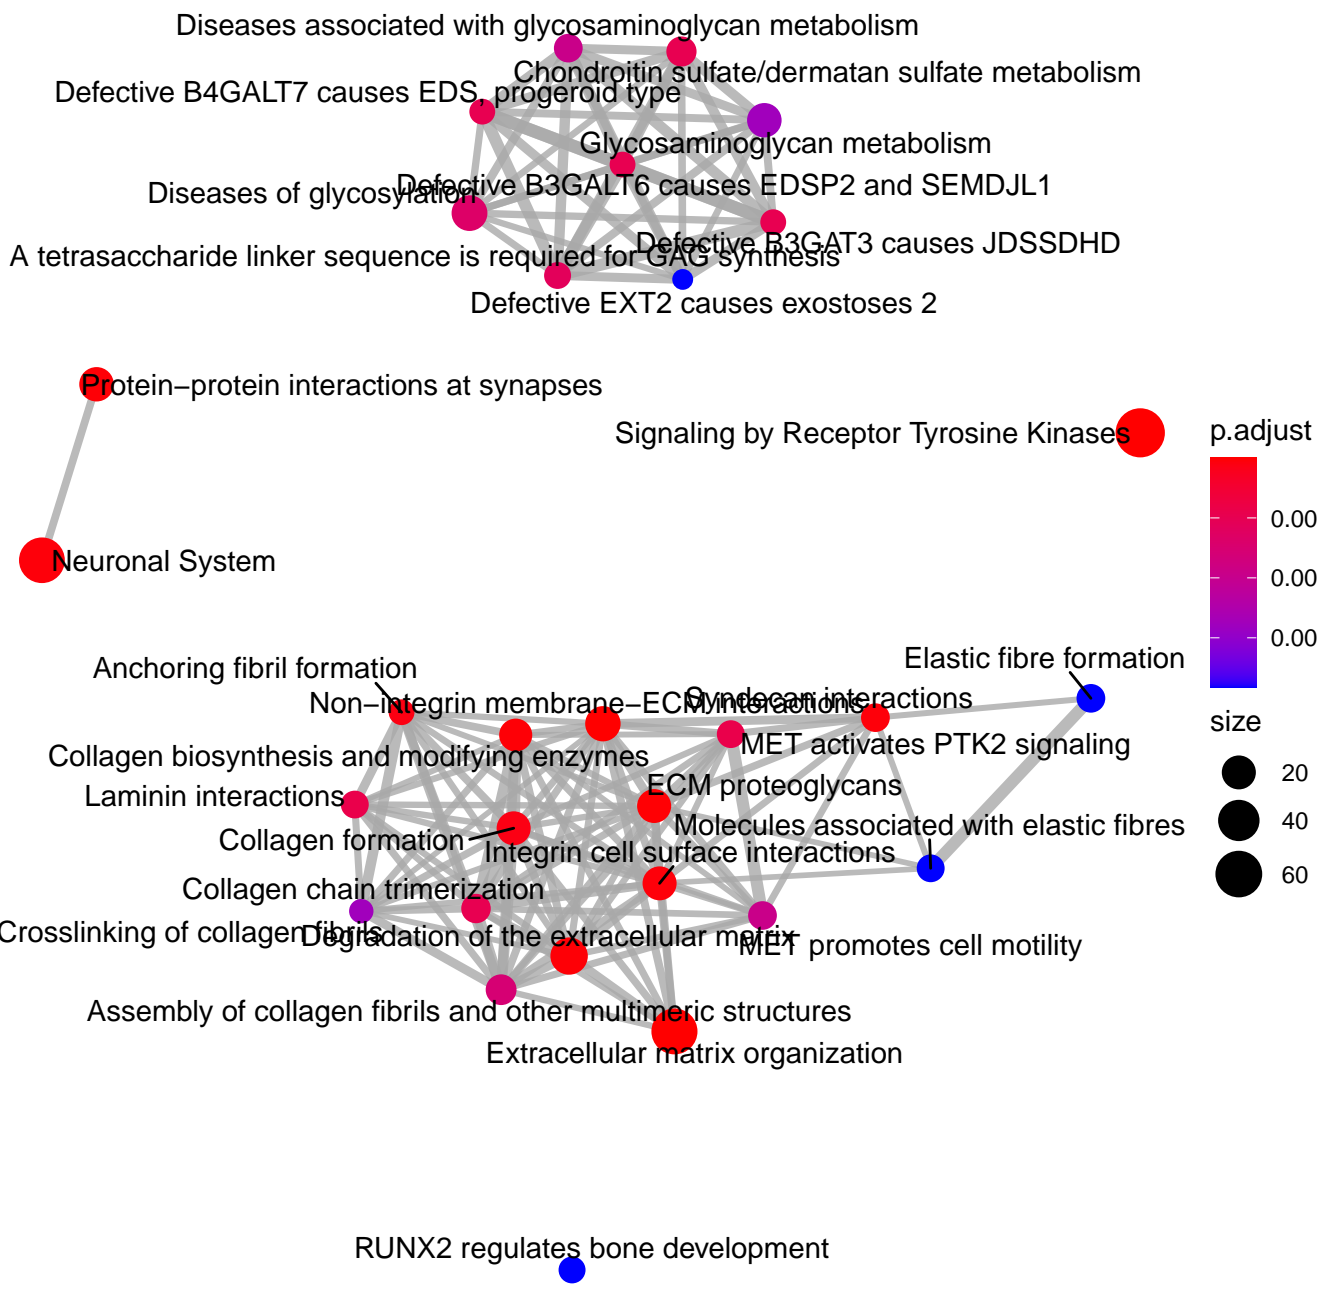 Diseases associated with glycosaminoglycan metabolism
Chondroitin sulfate/dermatan sulfate metabolism
Defective B4GALT7 causes EDS, progeroid type
Glycosaminoglycan metabolism
Defective B3GALT6 causes EDSP2 and SEMDJL1
Diseases of glycosylation
Defective B3GAT3 causes JDSSDHD
A tetrasaccharide linker sequence is required for GAG synthesis
Defective EXT2 causes exostoses 2
Protein−protein interactions at synapses
Signaling by Receptor Tyrosine Kinases
Neuronal System
p.adjust
0.00
0.00
0.00
size
20
40
60
Elastic fibre formation
Anchoring fibril formation
Non−integrin membrane−ECM interactions
Syndecan interactions
MET activates PTK2 signaling
Collagen biosynthesis and modifying enzymes
ECM proteoglycans
Laminin interactions
Molecules associated with elastic fibres
Collagen formation
Integrin cell surface interactions
Collagen chain trimerization
Crosslinking of collagen fibrils
Degradation of the extracellular matrix
MET promotes cell motility
Assembly of collagen fibrils and other multimeric structures
Extracellular matrix organization
RUNX2 regulates bone development